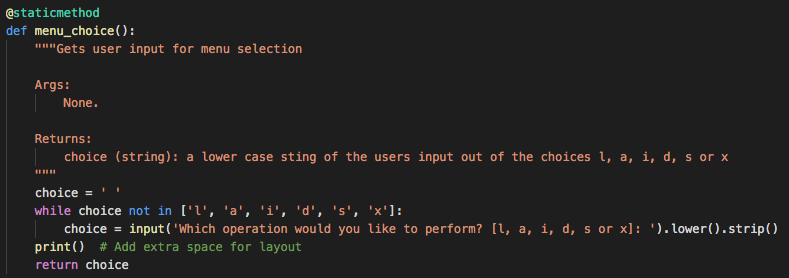 @staticmethod
def menu_choice():
    """Gets user input for menu selection

    Args:
        None.

    Returns:
        choice (string): a lower case sting of the users input out of the choices l, a, i, d, s or x
    """
    choice = ' '
    while choice not in ['l', 'a', 'i', 'd', 's', 'x']:
        choice = input('Which operation would you like to perform? [l, a, i, d, s or x]: ').lower().strip()
    print()  # Add extra space for layout
    return choice